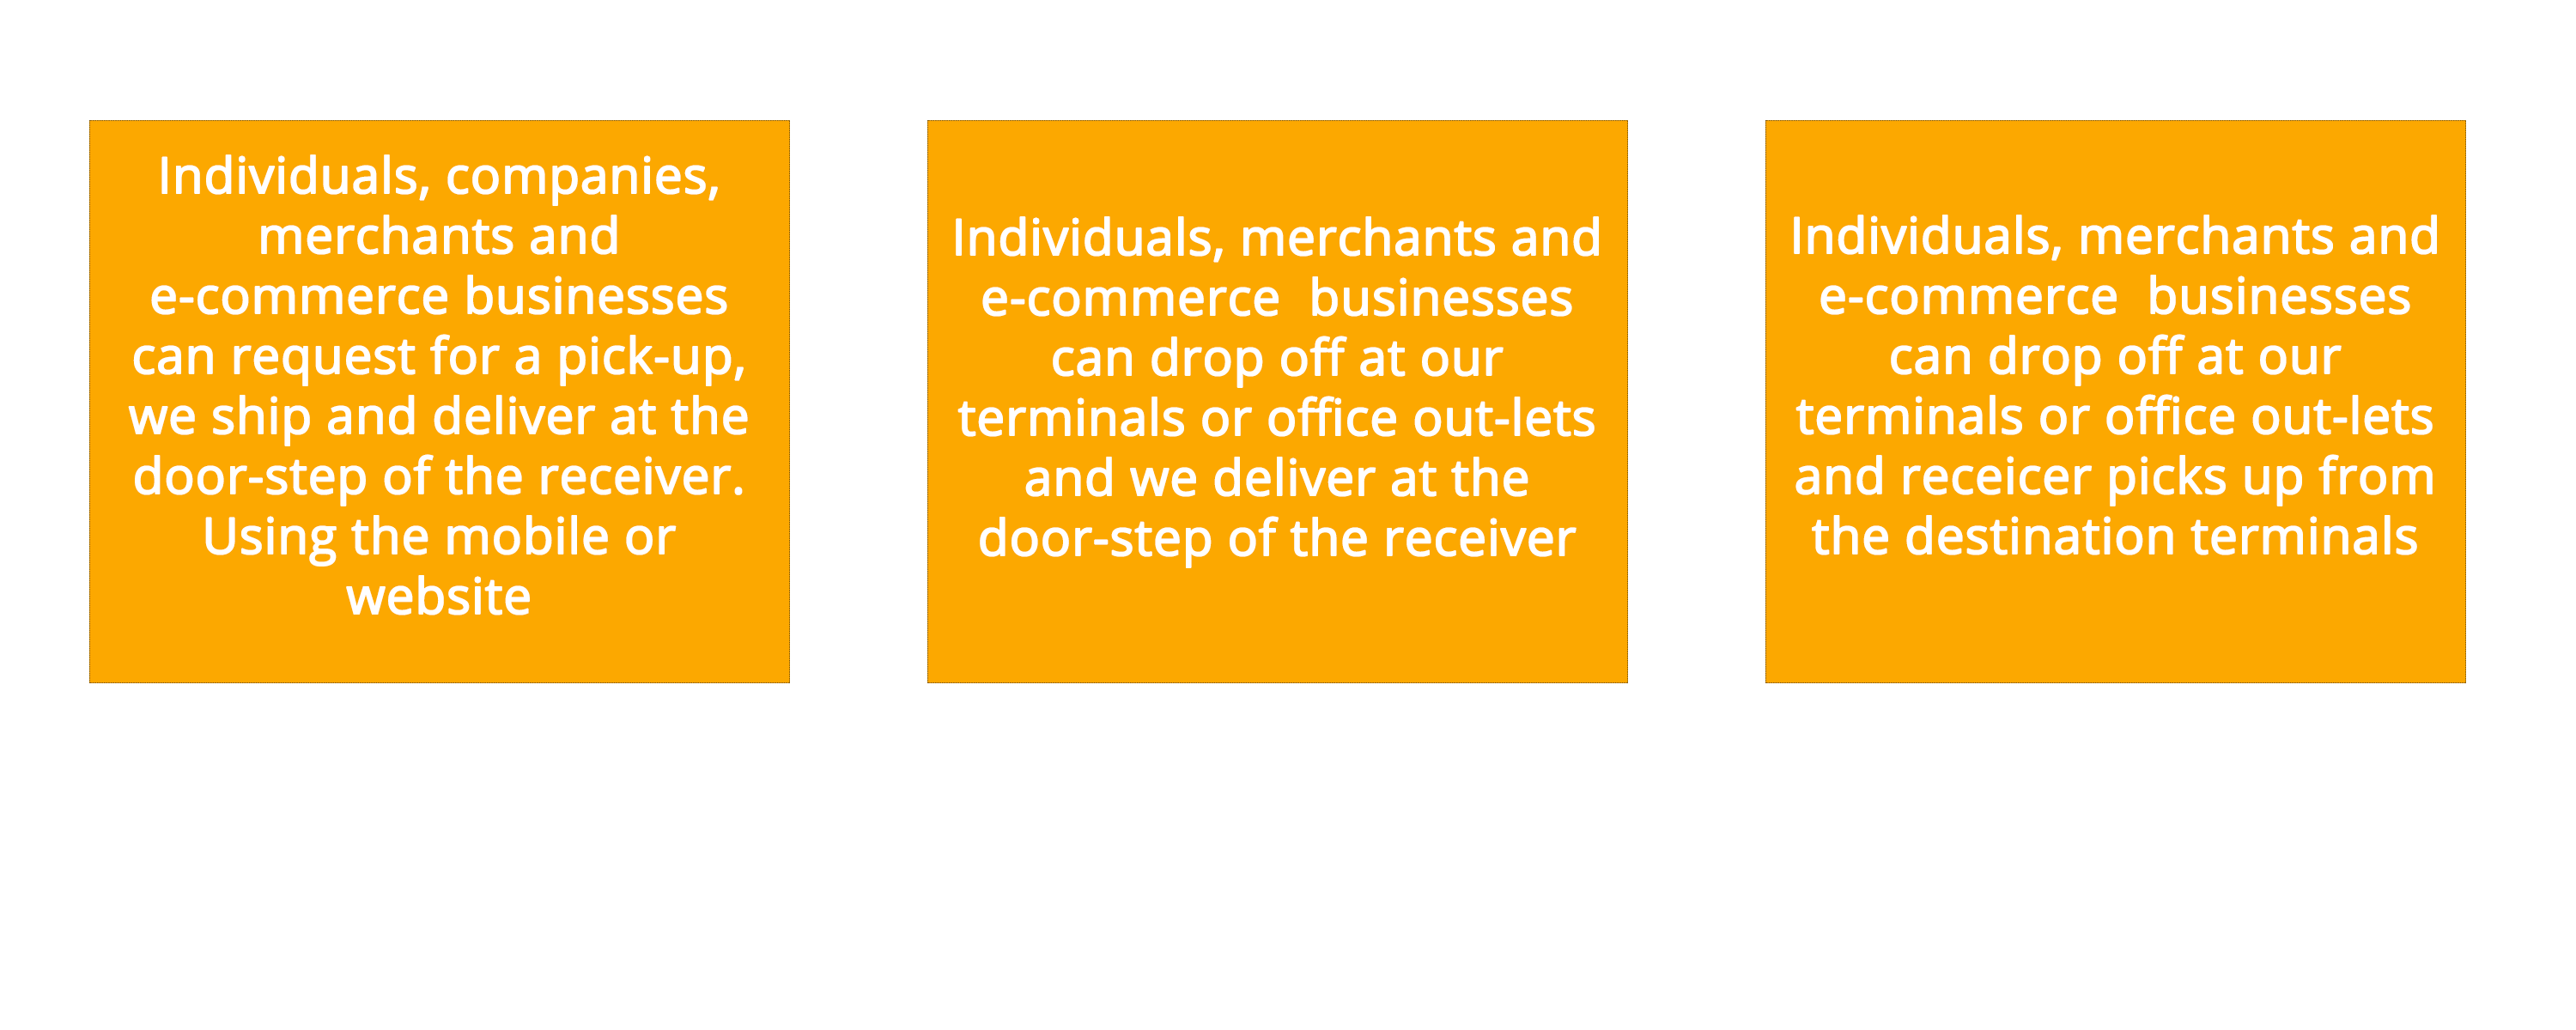 Individuals, companies,
merchants and
e-commerce businesses
can request for a pick-up,
we ship and deliver at the
door-step of the receiver.
Using the mobile or
website
Individuals, merchants and
e-commerce  businesses
can drop off at our
terminals or office out-lets
and we deliver at the
door-step of the receiver
Individuals, merchants and
e-commerce  businesses
can drop off at our
terminals or office out-lets
and receicer picks up from
the destination terminals